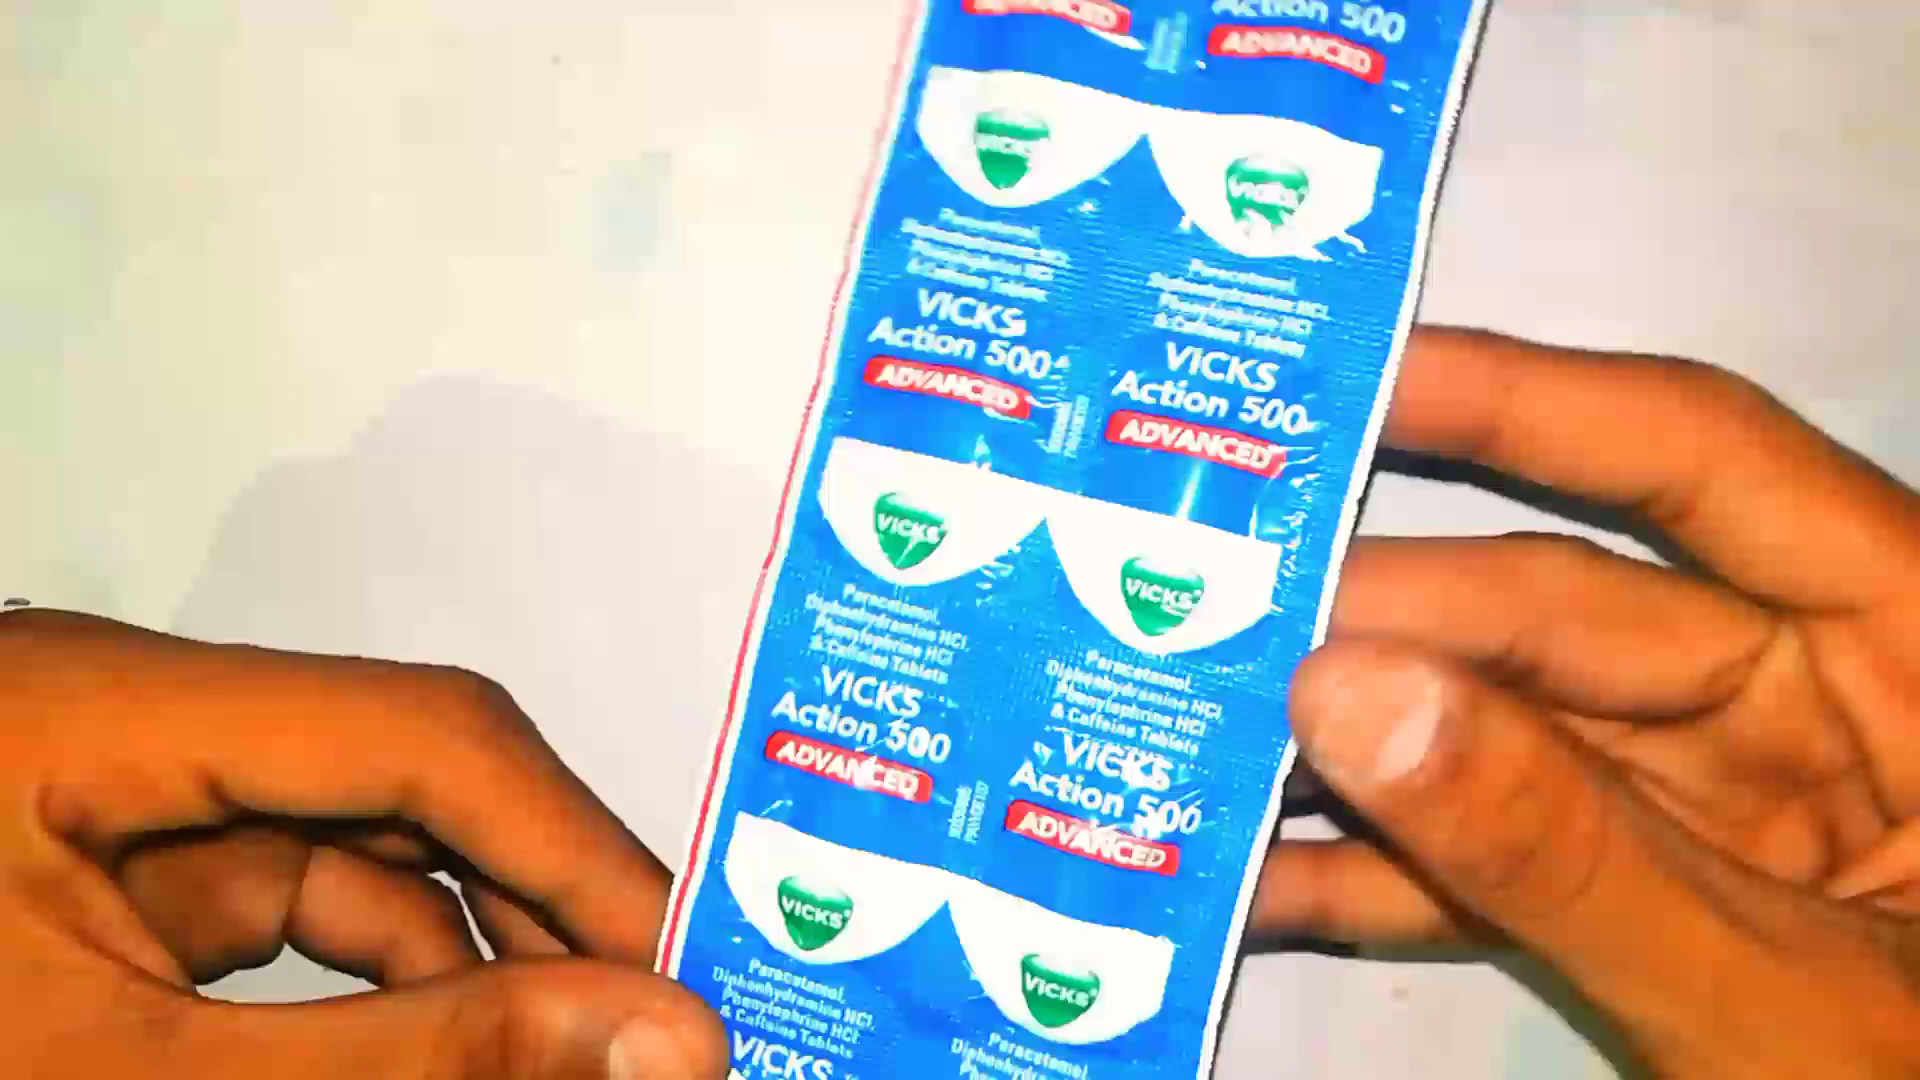 ADVANCED
Action 500
ADVANCED
VICKS
VICKS
Paracetamol,
Diphenhydramine HCl,
Phenylephrine HCl
& Caffeine Tablets
VICKS
Action 500
ADVANCED
Paracetamol,
Diphenhydramine HCl,
Phenylephrine HCl
& Caffeine Tablets
VICKS
Action 500
ADVANCED
VICKS
VICKS
Paracetamol,
Diphenhydramine HCl,
Phenylephrine HCl
& Caffeine Tablets
VICKS
Action 500
ADVANCED
Paracetamol,
Diphenhydramine HCl,
Phenylephrine HCl
& Caffeine Tablets
VICKS
Action 500
ADVANCED
VICKS
VICKS
Paracetamol,
Diphenhydramine HCl,
Phenylephrine HCl
& Caffeine Tablets
VICKS
Paracetamol,
Diphenhydramine HCl,